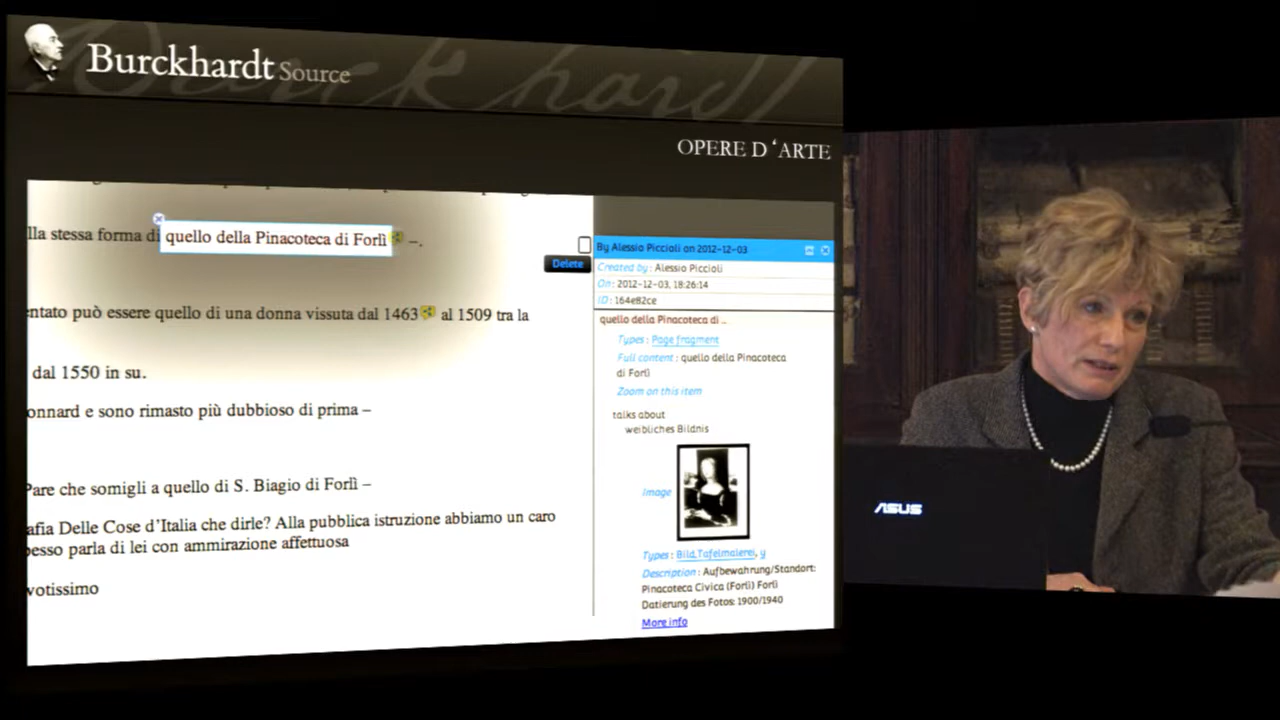 Burckhardt Source
OPERE D'ARTE
lla stessa forma di quello della Pinacoteca di Forlì –.
ntato può essere quello di una donna vissuta dal 1463 al 1509 tra la
dal 1550 in su.
onnard e sono rimasto più dubbioso di prima –
Pare che somigli a quello di S. Biagio di Forlì –
afia Delle Cose d'Italia che dirle? Alla pubblica istruzione abbiamo un caro
pesso parla di lei con ammirazione affettuosa
votissimo
Delete
By Alessio Piccioli on 2012-12-03
Created by: Alessio Piccioli
On: 2012-12-03, 18:26:14
ID: 164e82ce
quello della Pinacoteca di ...
Types: Page fragment
Full content: quello della Pinacoteca
di Forlì
Zoom on this item
talks about
weibliches Bildnis
Image
Types: Bild,Tafelmalerei, y
Description: Aufbewahrung/Standort:
Pinacoteca Civica (Forlì) Forlì
Datierung des Fotos: 1900/1940
More info
ASUS